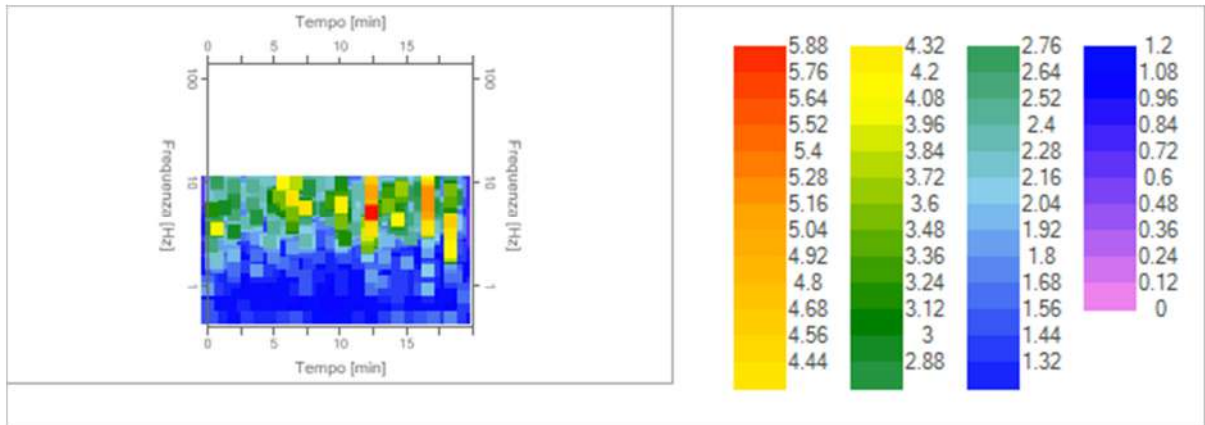 Tempo [min]
0 5 10 15
100 100
Frequenza [Hz] Frequenza [Hz]
10 10
1 1
0 5 10 15
Tempo [min]
5.88 4.32 2.76 1.2
5.76 4.2 2.64 1.08
5.64 4.08 2.52 0.96
5.52 3.96 2.4 0.84
5.4 3.84 2.28 0.72
5.28 3.72 2.16 0.6
5.16 3.6 2.04 0.48
5.04 3.48 1.92 0.36
4.92 3.36 1.8 0.24
4.8 3.24 1.68 0.12
4.68 3.12 1.56 0
4.56 3 1.44
4.44 2.88 1.32